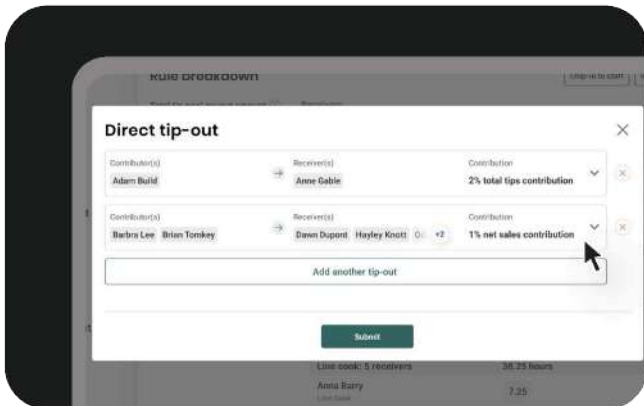 Rule breakdown
Direct tip-out
Contributor(s) Receiver(s) Contribution
Adam Build Anne Gable 2% total tips contribution
Contributor(s) Receiver(s) Contribution
Barbra Lee Brian Tomkey Dawn Dupont Hayley Knott +2 1% net sales contribution
Add another tip-out
Submit
Line cook: 5 receivers 38.25 hours
Anna Barry 7.25
Line cook